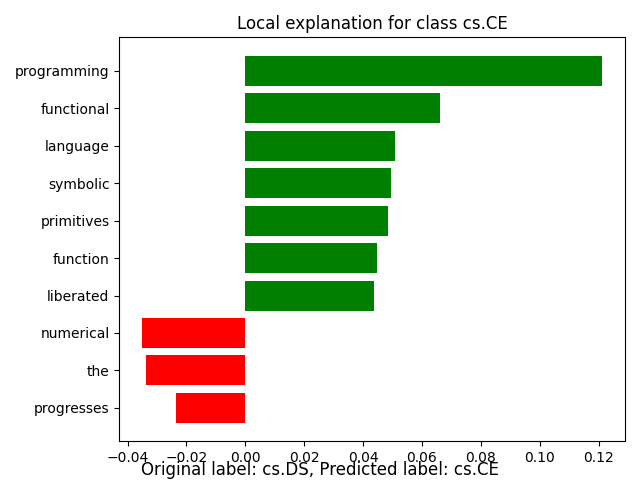 Local explanation for class cs.CE
programming
functional
language
symbolic
primitives
function
liberated
numerical
the
progresses
−0.04 −0.02 0.00 0.02 0.04 0.06 0.08 0.10 0.12
Original label: cs.DS, Predicted label: cs.CE